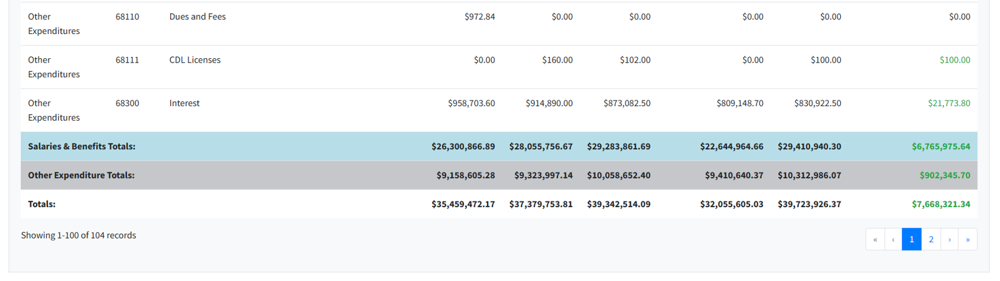 Other Expenditures 68110 Dues and Fees $972.84 $0.00 $0.00 $0.00 $0.00 $0.00
Other Expenditures 68111 CDL Licenses $0.00 $160.00 $102.00 $0.00 $100.00 $100.00
Other Expenditures 68300 Interest $958,703.60 $914,890.00 $873,082.50 $809,148.70 $830,922.50 $21,773.80
Salaries & Benefits Totals: $26,300,866.89 $28,055,756.67 $29,283,861.69 $22,644,964.66 $29,410,940.30 $6,765,975.64
Other Expenditure Totals: $9,158,605.28 $9,323,997.14 $10,058,652.40 $9,410,640.37 $10,312,986.07 $902,345.70
Totals: $35,459,472.17 $37,379,753.81 $39,342,514.09 $32,055,605.03 $39,723,926.37 $7,668,321.34
Showing 1-100 of 104 records « ‹ 1 2 › »